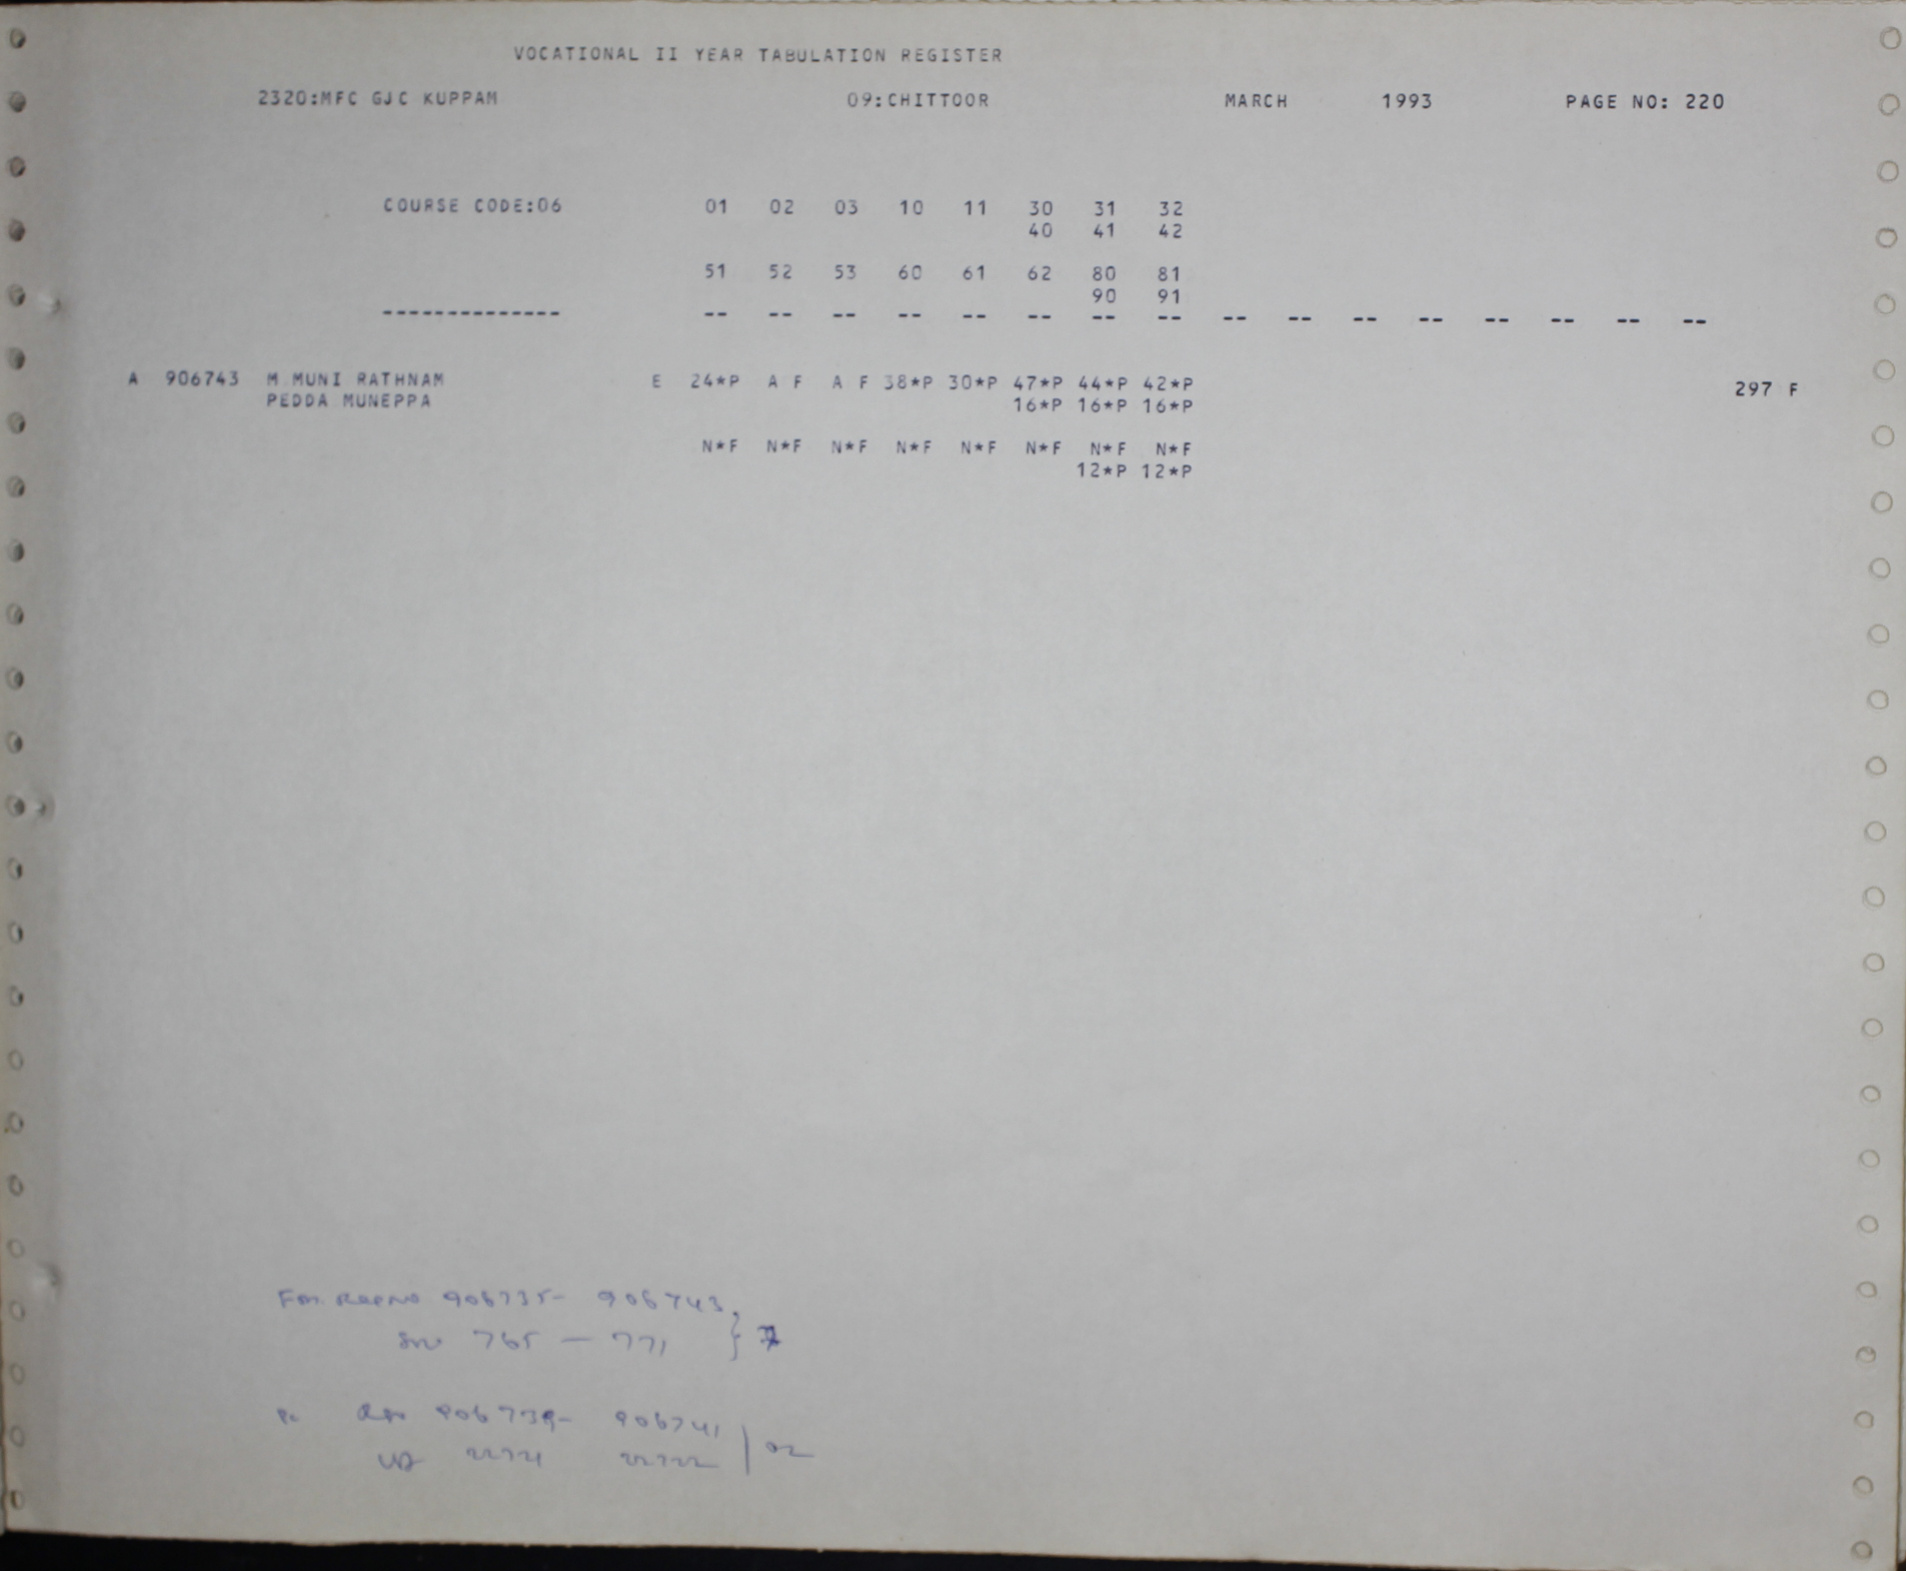 VOCATIONAL II YEAR TABULATION REGISTER
2320:MFC GJC KUPPAM 09:CHITTOOR MARCH 1993 PAGE NO: 220
COURSE CODE:06 01 02 03 10 11 30 31 32
40 41 42
51 52 53 60 61 62 80 81
90 91
-------------- -- -- -- -- -- -- -- -- -- -- -- -- -- -- -- --
A 906743 M MUNI RATHNAM E 24*P A F A F 38*P 30*P 47*P 44*P 42*P 297 F
PEDDA MUNEPPA 16*P 16*P 16*P
N*F N*F N*F N*F N*F N*F N*F N*F
12*P 12*P
906735- 906743
765 - 771 }
906739- 906741